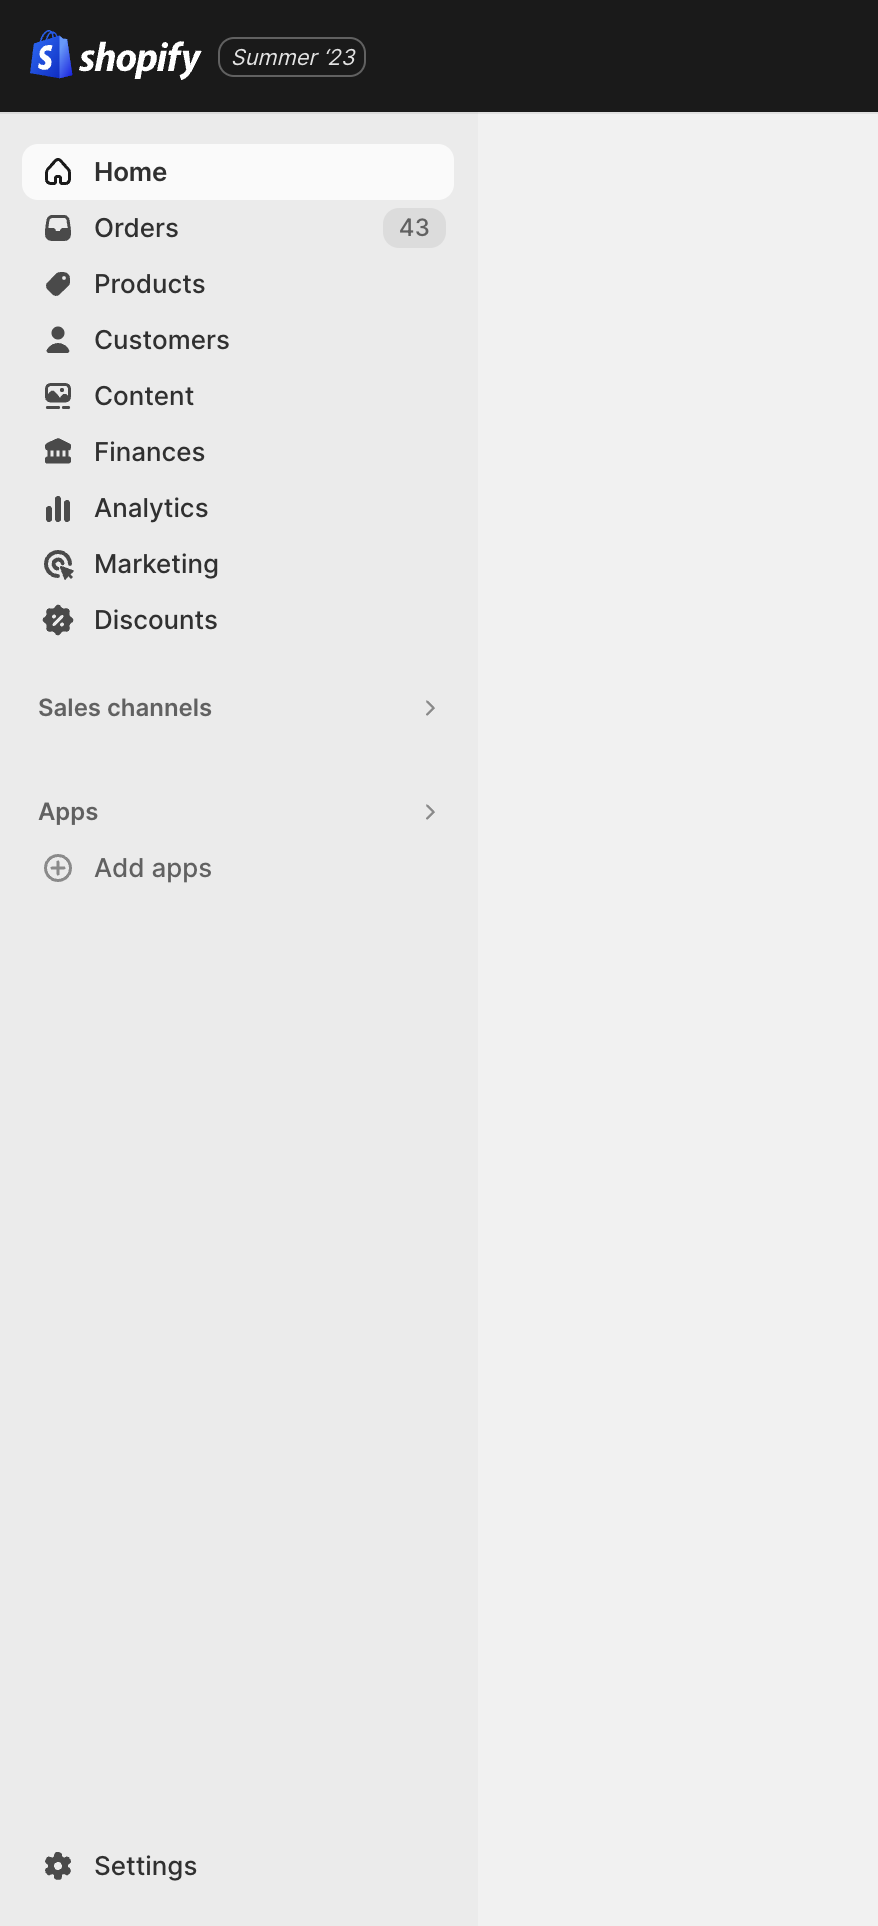 shopify Summer ‘23
Home
Orders 43
Products
Customers
Content
Finances
Analytics
Marketing
Discounts
Sales channels
Apps
Add apps
Settings